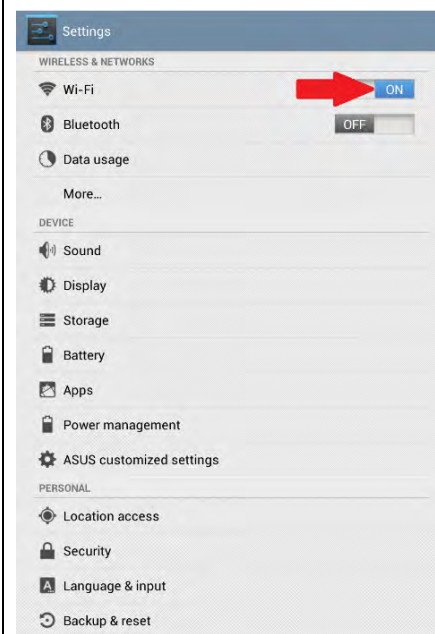 Settings
WIRELESS & NETWORKS
Wi-Fi ON
Bluetooth OFF
Data usage
More...
DEVICE
Sound
Display
Storage
Battery
Apps
Power management
ASUS customized settings
PERSONAL
Location access
Security
A Language & input
Backup & reset